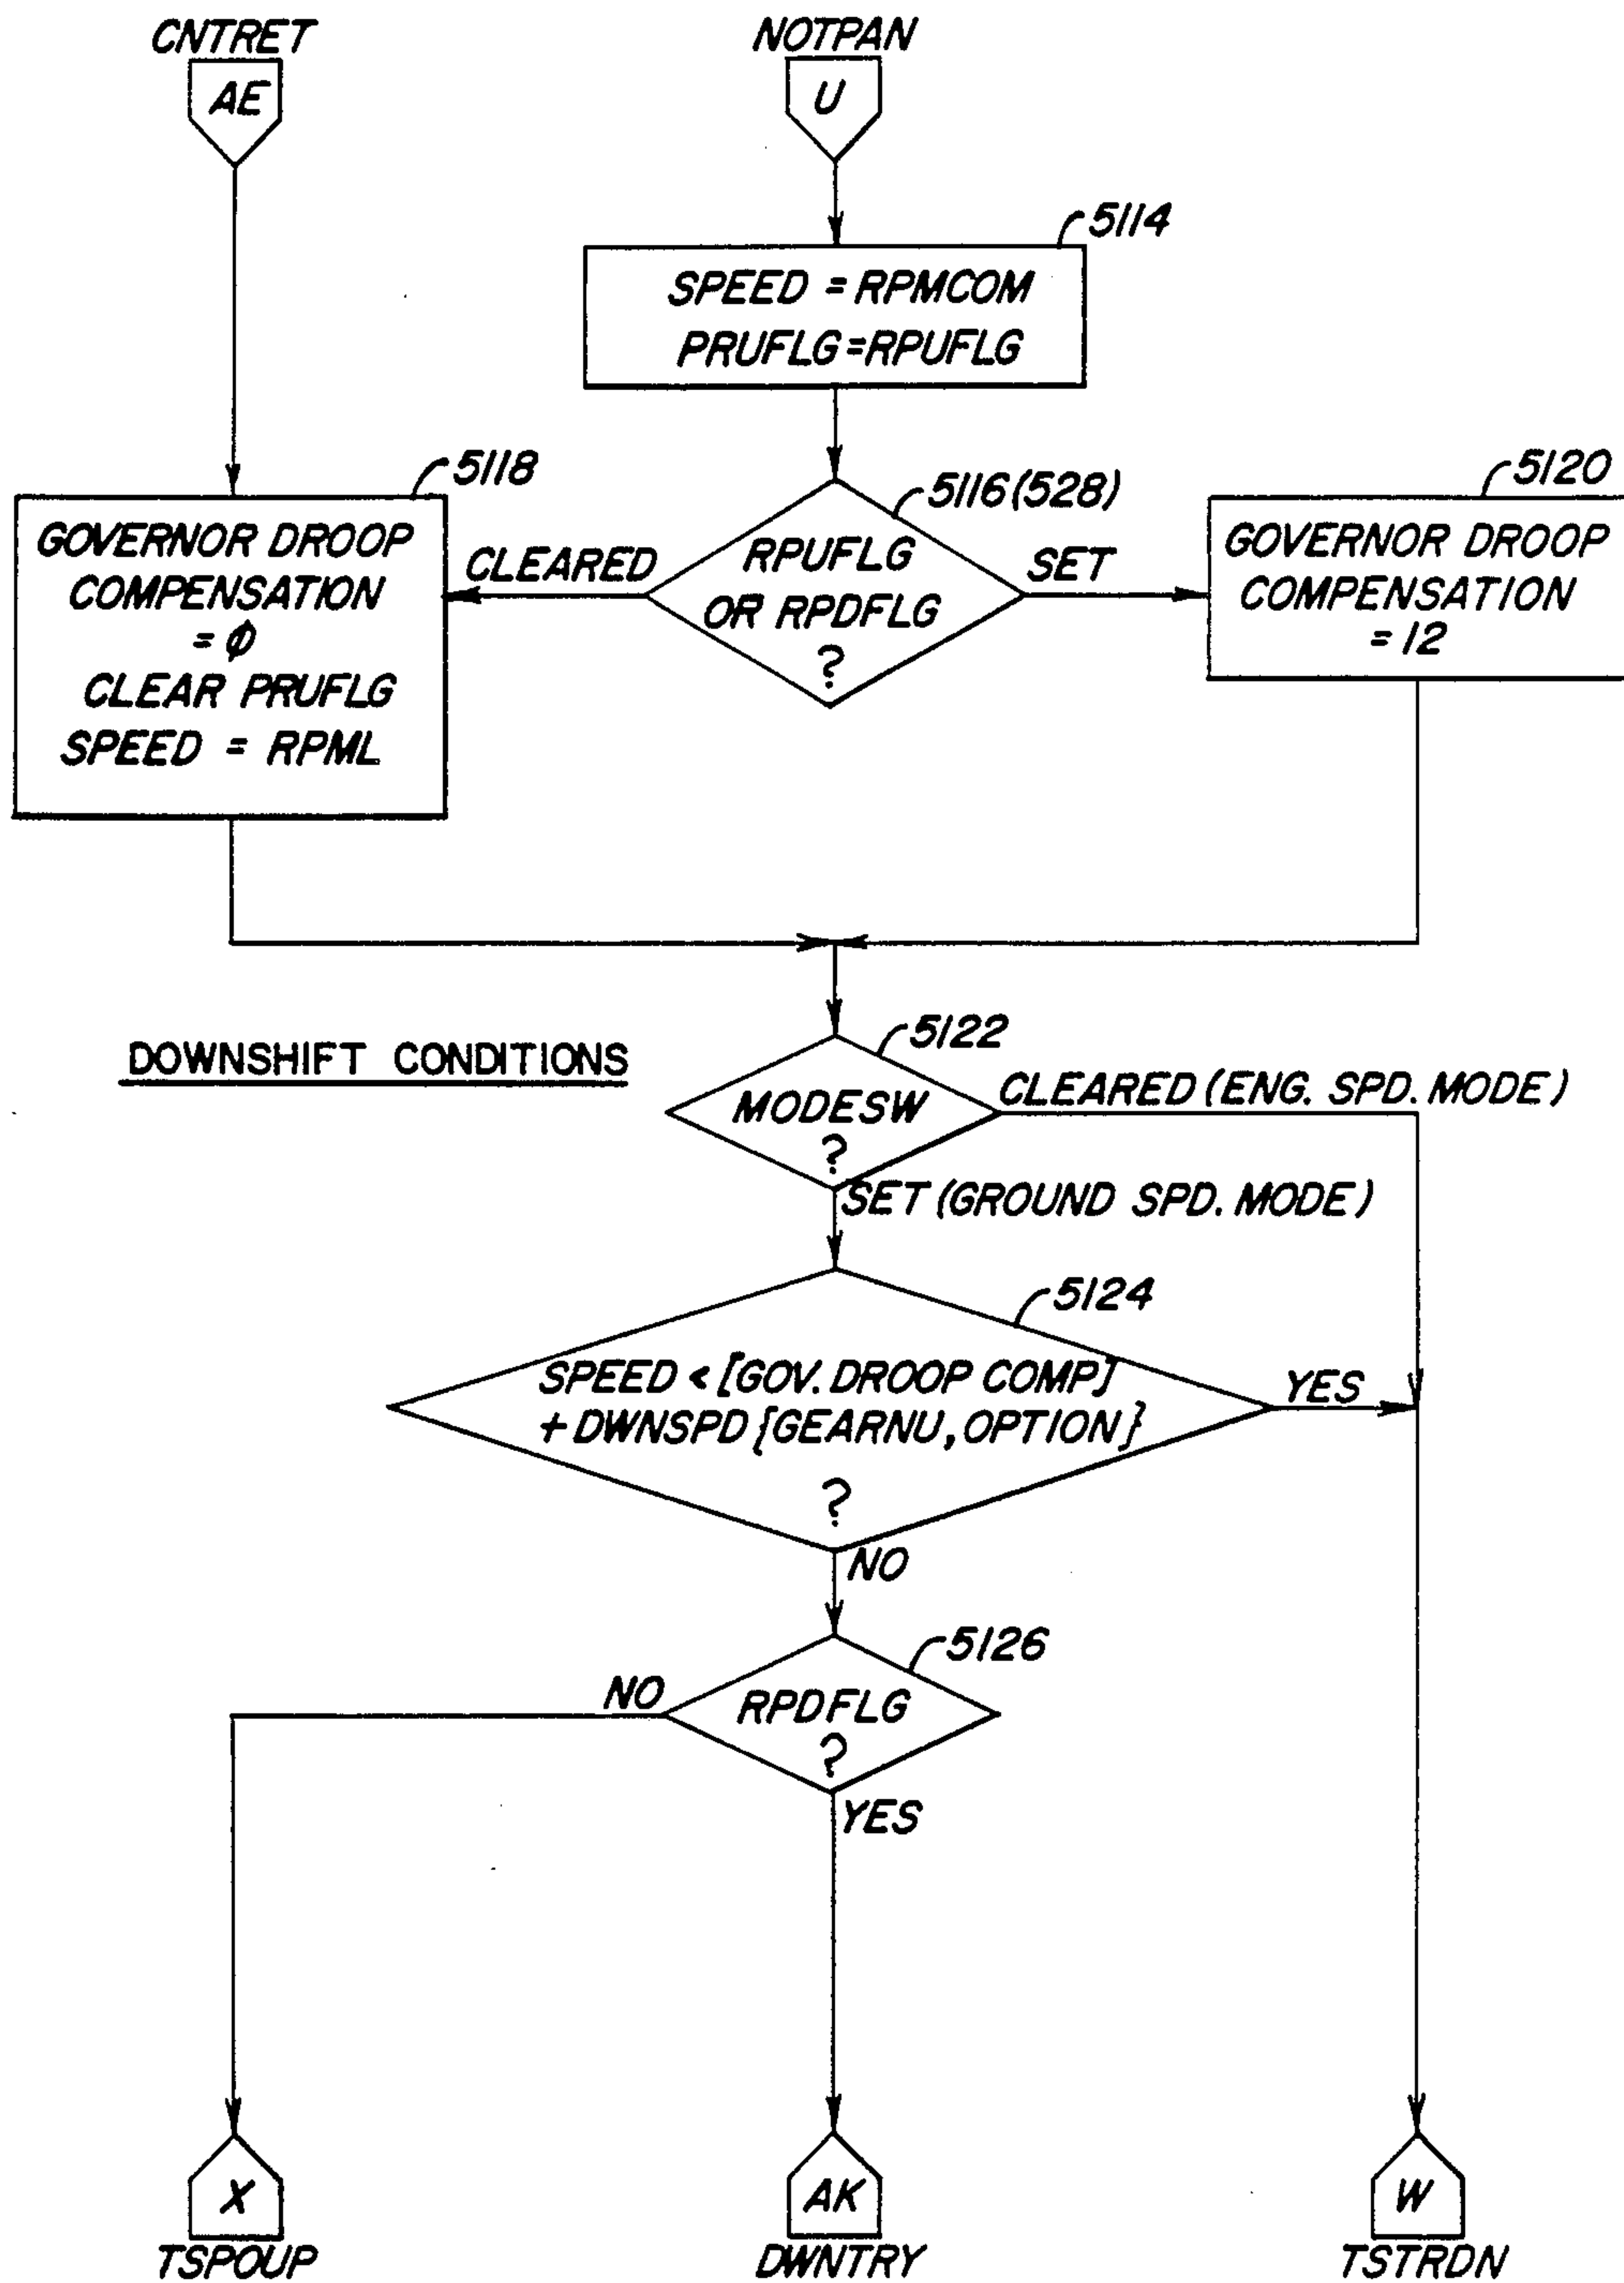 CNTRET
AE
NOTPAN
U
5114
SPEED = RPMCOM
PRUFLG = RPUFLG
5118
GOVERNOR DROOP
COMPENSATION
= ϕ
CLEAR PRUFLG
SPEED = RPML
5116 (528)
RPUFLG
OR RPDFLG
?
CLEARED
SET
5120
GOVERNOR DROOP
COMPENSATION
= 12
DOWNSHIFT CONDITIONS
5122
MODESW
?
CLEARED (ENG. SPD. MODE)
SET (GROUND SPD. MODE)
5124
SPEED < [GOV. DROOP COMP]
+ DWNSPD {GEARNU, OPTION}
?
YES
NO
5126
RPDFLG
?
NO
YES
X
TSPOUP
AK
DWNTRY
W
TSTRDN